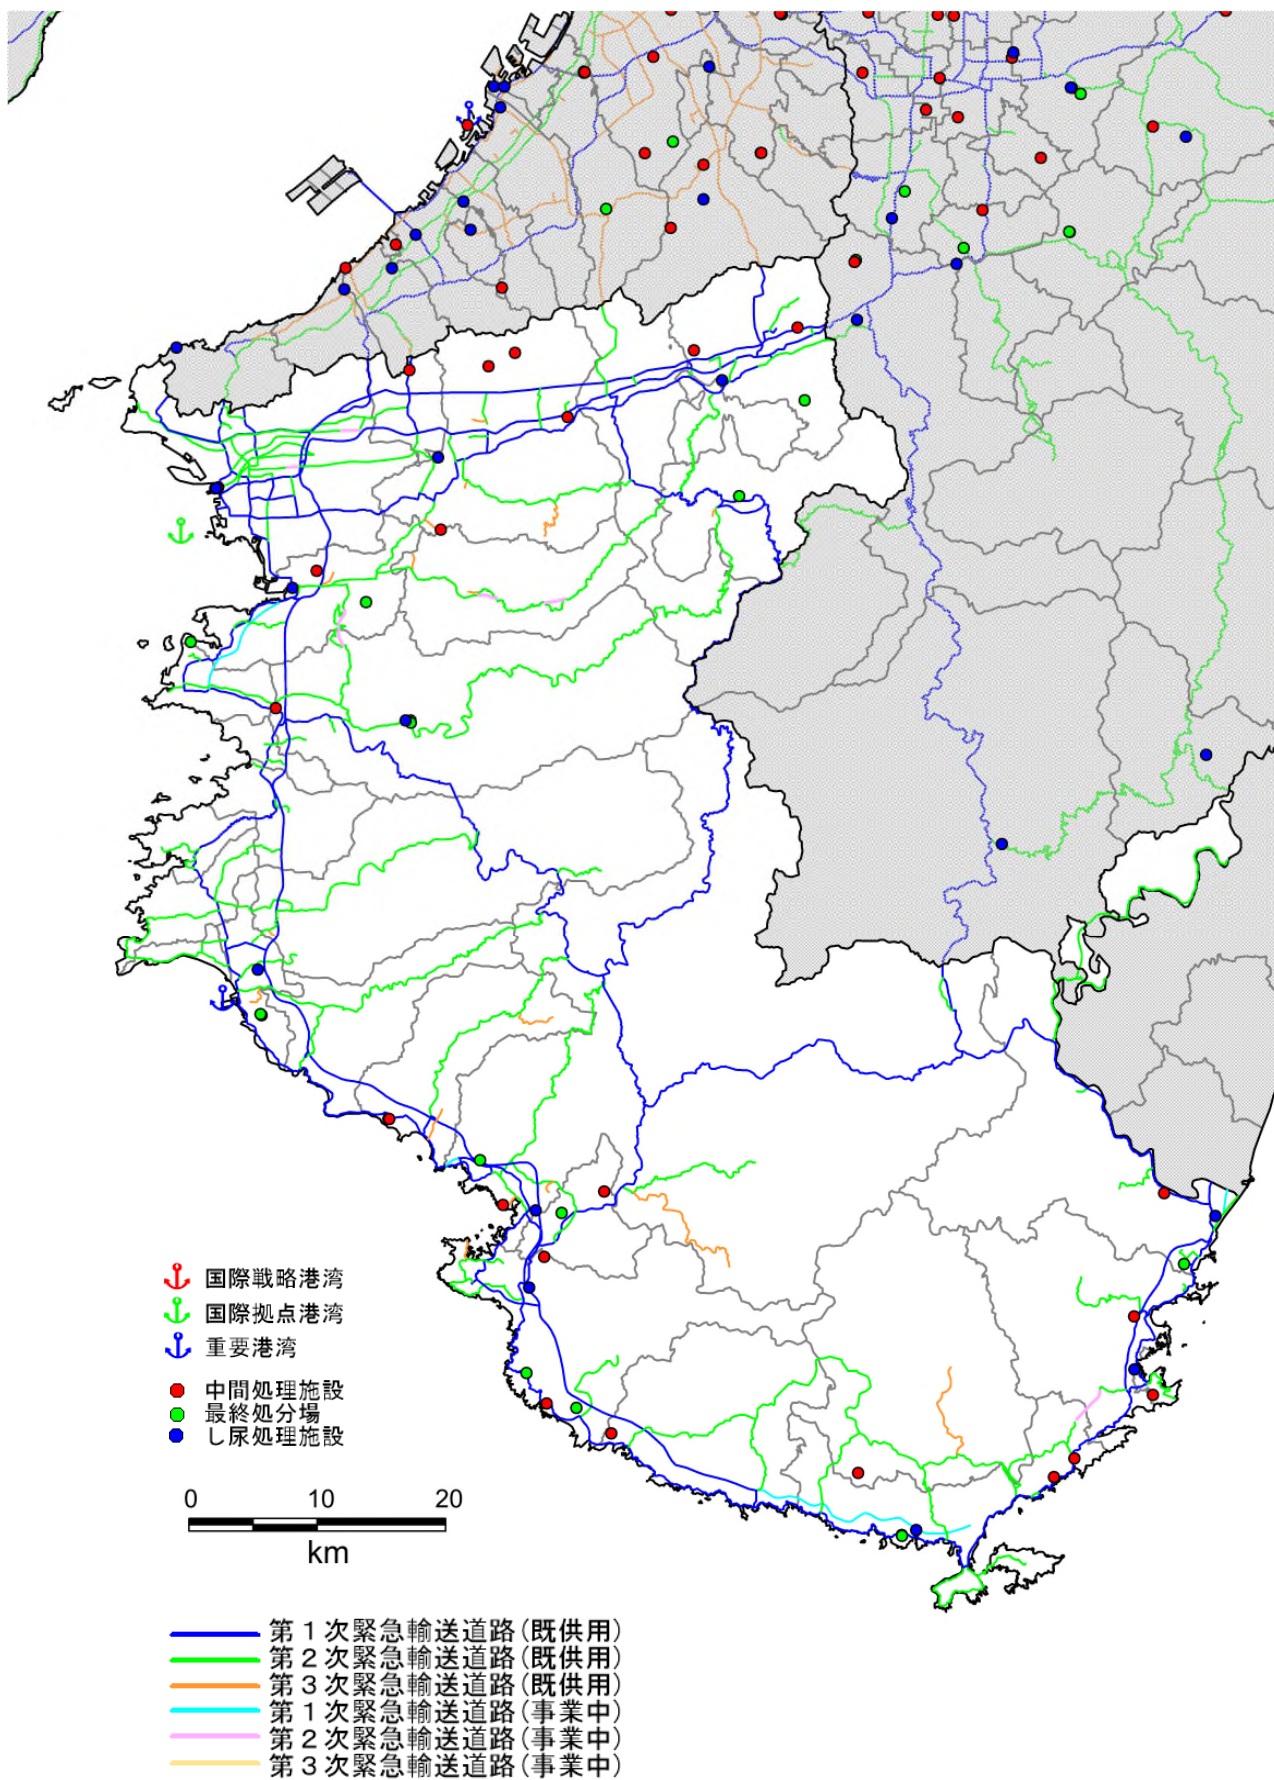 国際戦略港湾
国際拠点港湾
重要港湾
中間処理施設
最終処分場
し尿処理施設
0 10 20
km
第1次緊急輸送道路(既供用)
第2次緊急輸送道路(既供用)
第3次緊急輸送道路(既供用)
第1次緊急輸送道路(事業中)
第2次緊急輸送道路(事業中)
第3次緊急輸送道路(事業中)